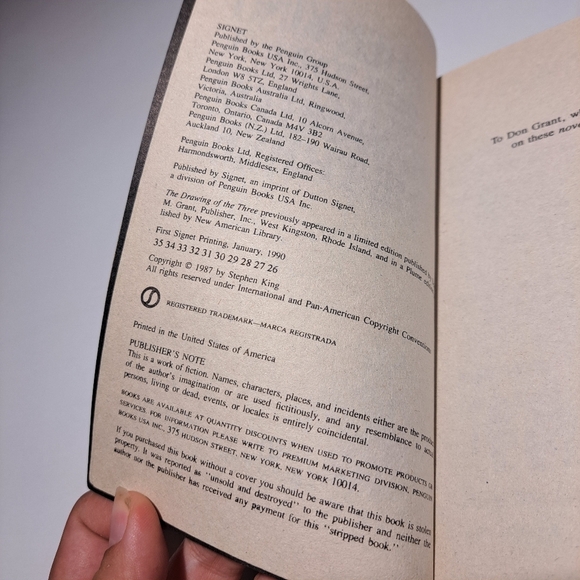 SIGNET
Published by the Penguin Group
Penguin Books USA Inc., 375 Hudson Street,
New York, New York 10014, U.S.A.
Penguin Books Ltd, 27 Wrights Lane,
London W8 5TZ, England
Penguin Books Australia Ltd, Ringwood,
Victoria, Australia
Penguin Books Canada Ltd, 10 Alcorn Avenue,
Toronto, Ontario, Canada M4V 3B2
Penguin Books (N.Z.) Ltd, 182-190 Wairau Road,
Auckland 10, New Zealand
Penguin Books Ltd, Registered Offices:
Harmondsworth, Middlesex, England
Published by Signet, an imprint of Dutton Signet,
a division of Penguin Books USA Inc.
The Drawing of the Three previously appeared in a limited edition published
M. Grant, Publisher, Inc., West Kingston, Rhode Island, and in a Plume
lished by New American Library.
First Signet Printing, January, 1990
35 34 33 32 31 30 29 28 27 26
Copyright © 1987 by Stephen King
All rights reserved under International and Pan-American Copyright Conventions
REGISTERED TRADEMARK—MARCA REGISTRADA
Printed in the United States of America
PUBLISHER'S NOTE
This is a work of fiction. Names, characters, places, and incidents either are the
of the author's imagination or are used fictitiously, and any resemblance to
persons, living or dead, events, or locales is entirely coincidental.
BOOKS ARE AVAILABLE AT QUANTITY DISCOUNTS WHEN USED TO PROMOTE PRODUCTS
SERVICES. FOR INFORMATION PLEASE WRITE TO PREMIUM MARKETING DIVISION, PENGUIN
BOOKS USA INC., 375 HUDSON STREET, NEW YORK, NEW YORK 10014.
If you purchased this book without a cover you should be aware that this book is stolen
property. It was reported as "unsold and destroyed" to the publisher and neither the
author nor the publisher has received any payment for this "stripped book."
To Don Grant,
on these